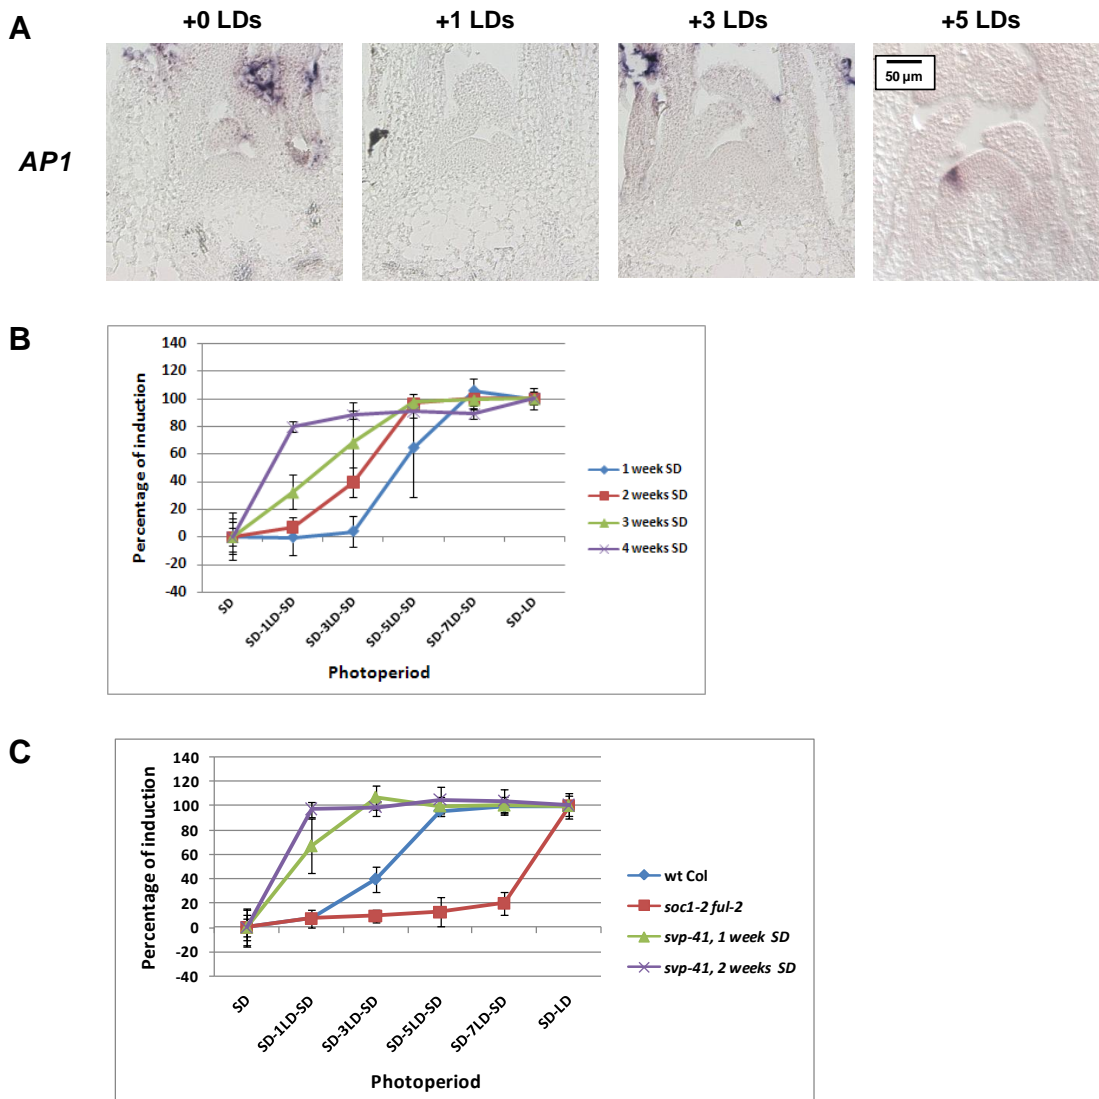 A
+0 LDs
+1 LDs
+3 LDs
+5 LDs
50 µm
AP1
B
140
120
100
80
60
40
20
0
-20
-40
Percentage of induction
SD
SD-1LD-SD
SD-3LD-SD
SD-5LD-SD
SD-7LD-SD
SD-LD
Photoperiod
1 week SD
2 weeks SD
3 weeks SD
4 weeks SD
C
140
120
100
80
60
40
20
0
-20
-40
Percentage of induction
SD
SD-1LD-SD
SD-3LD-SD
SD-5LD-SD
SD-7LD-SD
SD-LD
Photoperiod
wt Col
soc1-2 ful-2
svp-41, 1 week SD
svp-41, 2 weeks SD